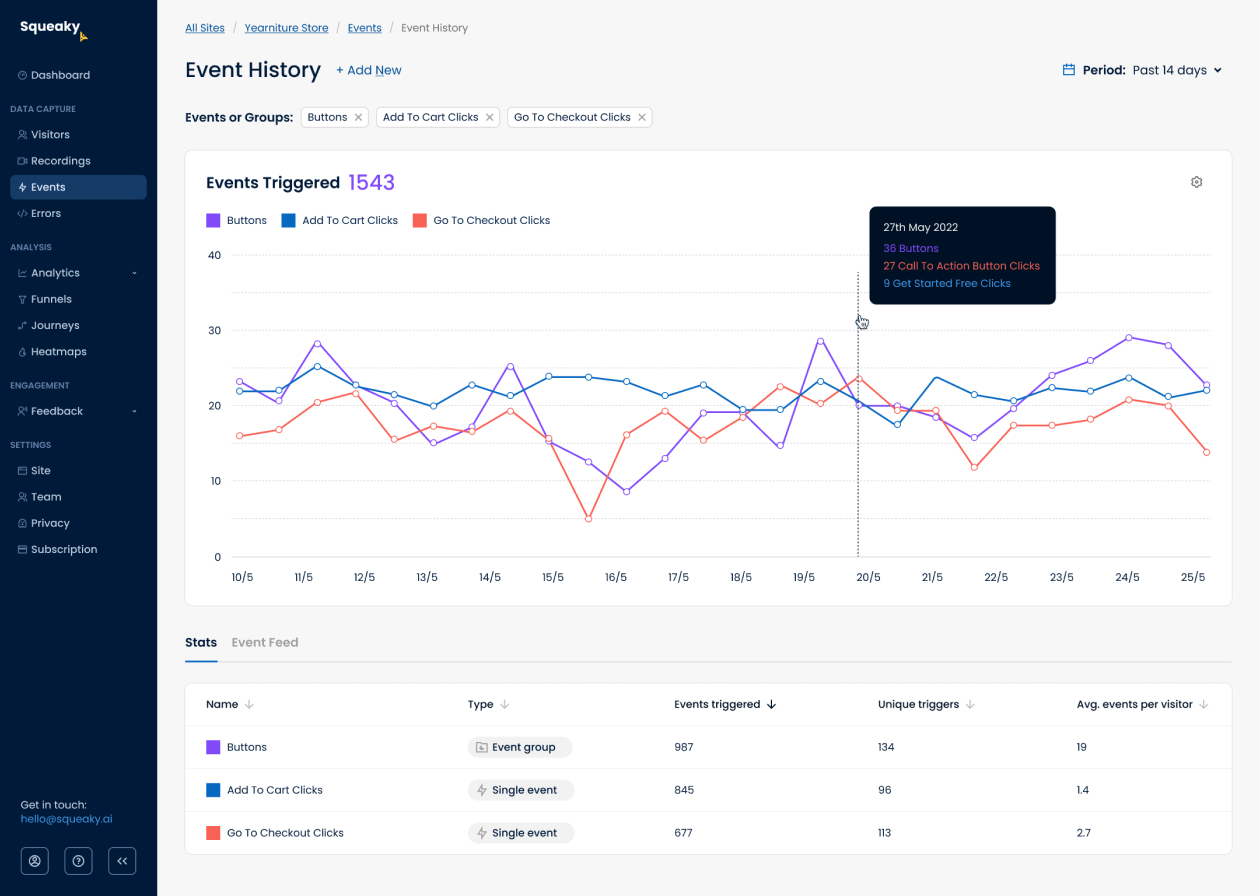 Squeaky
Dashboard
DATA CAPTURE
Visitors
Recordings
Events
Errors
ANALYSIS
Analytics
Funnels
Journeys
Heatmaps
ENGAGEMENT
Feedback
SETTINGS
Site
Team
Privacy
Subscription
Get in touch:
hello@squeaky.ai
All Sites / Yearniture Store / Events / Event History
Event History + Add New
Period: Past 14 days
Events or Groups: Buttons Add To Cart Clicks Go To Checkout Clicks
Events Triggered 1543
Buttons Add To Cart Clicks Go To Checkout Clicks
27th May 2022
36 Buttons
27 Call To Action Button Clicks
9 Get Started Free Clicks
40
30
20
10
0
10/5 11/5 12/5 13/5 14/5 15/5 16/5 17/5 18/5 19/5 20/5 21/5 22/5 23/5 24/5 25/5
Stats Event Feed
Name Type Events triggered Unique triggers Avg. events per visitor
Buttons Event group 987 134 19
Add To Cart Clicks Single event 845 96 1.4
Go To Checkout Clicks Single event 677 113 2.7